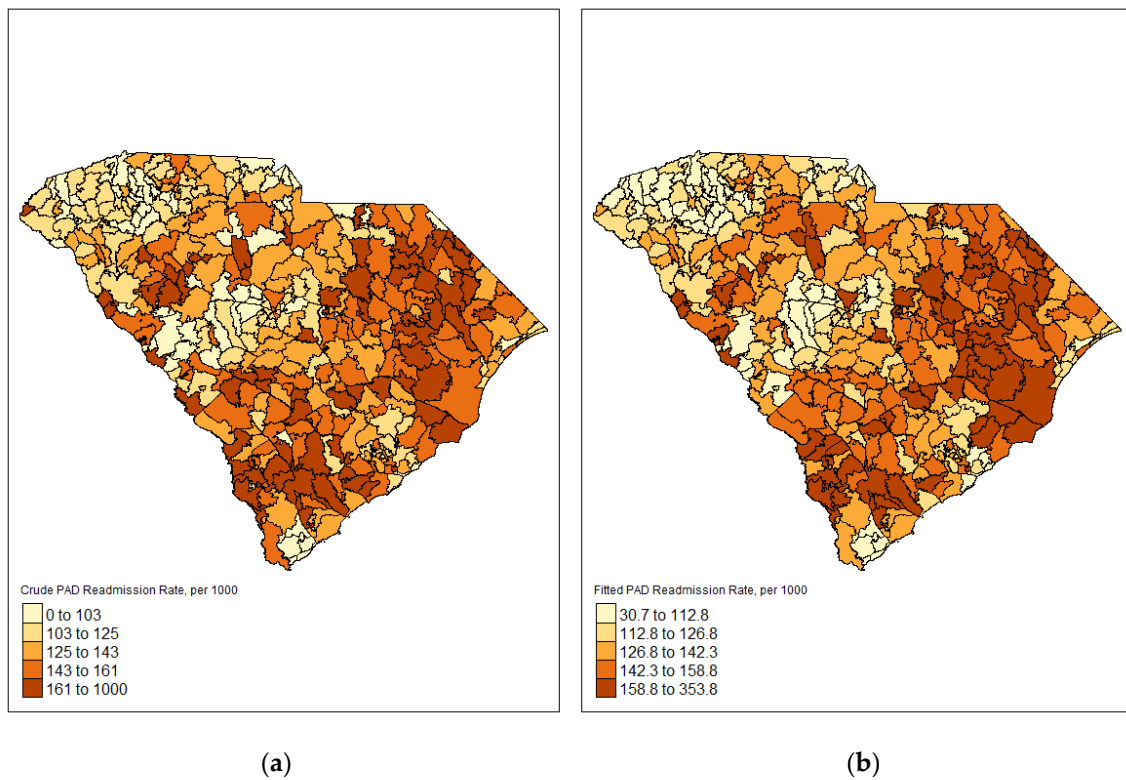 Crude PAD Readmission Rate, per 1000
0 to 103
103 to 125
125 to 143
143 to 161
161 to 1000
(a)
Fitted PAD Readmission Rate, per 1000
30.7 to 112.8
112.8 to 126.8
126.8 to 142.3
142.3 to 158.8
158.8 to 353.8
(b)